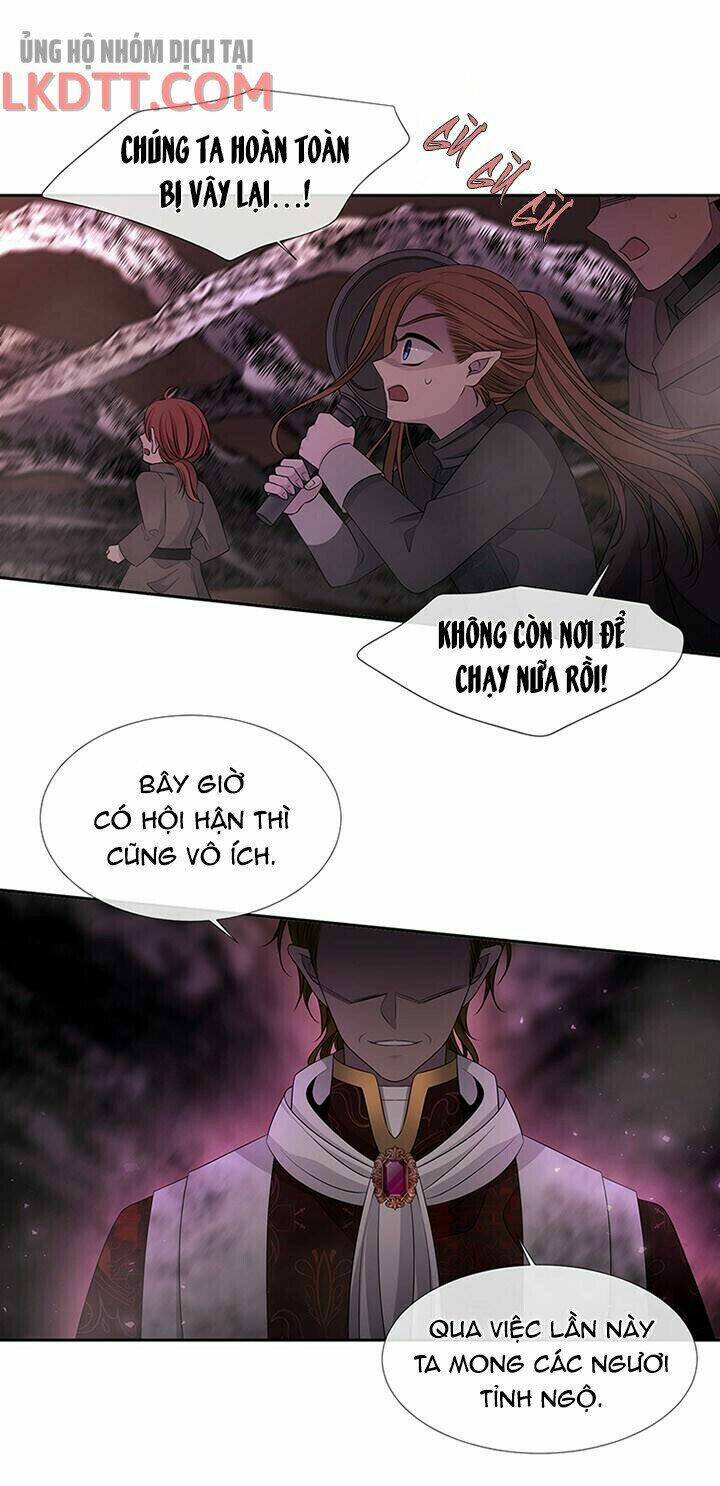 ỦNG HỘ NHÓM DỊCH TẠI
LKDTT.COM
CHÚNG TA HOÀN TOÀN
BỊ VÂY LẠI...!
GỪ GỪ GỪ
KHÔNG CÒN NƠI ĐỂ
CHẠY NỮA RỒI!
BÂY GIỜ
CÓ HỘI HẬN THÌ
CŨNG VÔ ÍCH.
QUA VIỆC LẦN NÀY
TA MONG CÁC NGƯƠI
TỈNH NGỘ.